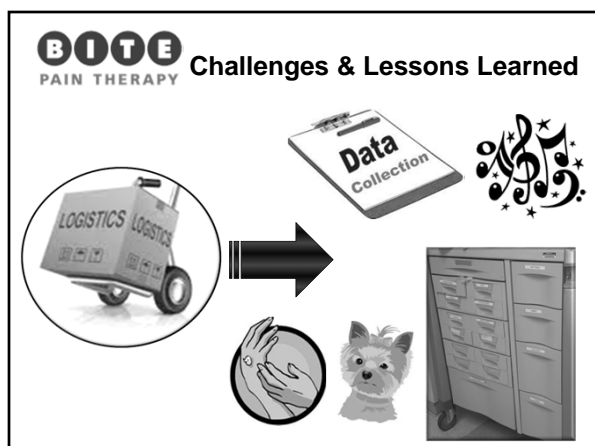 BITE
PAIN THERAPY
Challenges & Lessons Learned
Data
Collection
LOGISTICS
LOGISTICS